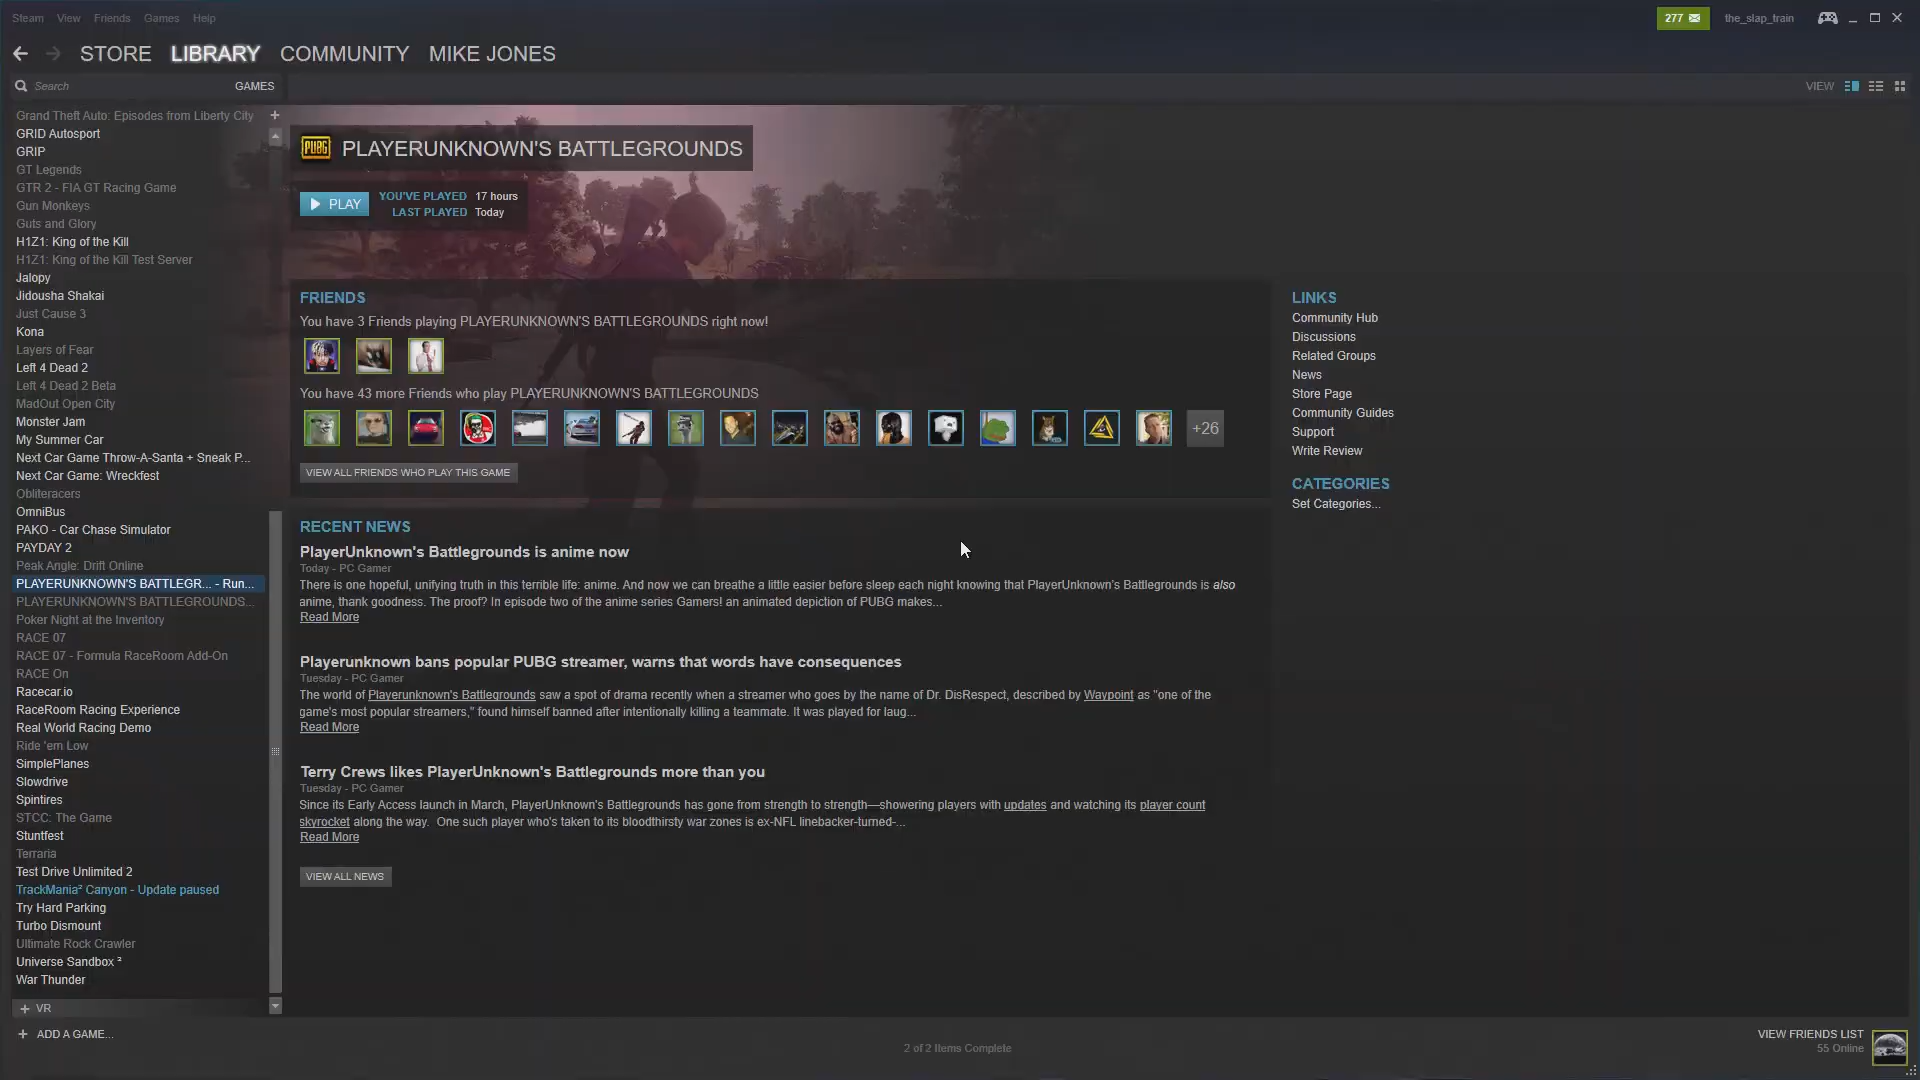 Steam View Friends Games Help
277 the_slap_train
STORE LIBRARY COMMUNITY MIKE JONES
Search GAMES
VIEW
Grand Theft Auto: Episodes from Liberty City
GRID Autosport
GRIP
GT Legends
GTR 2 - FIA GT Racing Game
Gun Monkeys
Guts and Glory
H1Z1: King of the Kill
H1Z1: King of the Kill Test Server
Jalopy
Jidousha Shakai
Just Cause 3
Kona
Layers of Fear
Left 4 Dead 2
Left 4 Dead 2 Beta
MadOut Open City
Monster Jam
My Summer Car
Next Car Game Throw-A-Santa + Sneak P...
Next Car Game: Wreckfest
Obliteracers
OmniBus
PAKO - Car Chase Simulator
PAYDAY 2
Peak Angle: Drift Online
PLAYERUNKNOWN'S BATTLEGR... - Run...
PLAYERUNKNOWN'S BATTLEGROUNDS...
Poker Night at the Inventory
RACE 07
RACE 07 - Formula RaceRoom Add-On
RACE On
Racecar.io
RaceRoom Racing Experience
Real World Racing Demo
Ride 'em Low
SimplePlanes
Slowdrive
Spintires
STCC: The Game
Stuntfest
Terraria
Test Drive Unlimited 2
TrackMania² Canyon - Update paused
Try Hard Parking
Turbo Dismount
Ultimate Rock Crawler
Universe Sandbox ²
War Thunder
+ VR
+ ADD A GAME...
PUBG PLAYERUNKNOWN'S BATTLEGROUNDS
PLAY
YOU'VE PLAYED 17 hours
LAST PLAYED Today
FRIENDS
You have 3 Friends playing PLAYERUNKNOWN'S BATTLEGROUNDS right now!
You have 43 more Friends who play PLAYERUNKNOWN'S BATTLEGROUNDS
+26
VIEW ALL FRIENDS WHO PLAY THIS GAME
RECENT NEWS
PlayerUnknown's Battlegrounds is anime now
Today - PC Gamer
There is one hopeful, unifying truth in this terrible life: anime. And now we can breathe a little easier before sleep each night knowing that PlayerUnknown's Battlegrounds is also
anime, thank goodness. The proof? In episode two of the anime series Gamers! an animated depiction of PUBG makes...
Read More
Playerunknown bans popular PUBG streamer, warns that words have consequences
Tuesday - PC Gamer
The world of Playerunknown's Battlegrounds saw a spot of drama recently when a streamer who goes by the name of Dr. DisRespect, described by Waypoint as "one of the
game's most popular streamers," found himself banned after intentionally killing a teammate. It was played for laug...
Read More
Terry Crews likes PlayerUnknown's Battlegrounds more than you
Tuesday - PC Gamer
Since its Early Access launch in March, PlayerUnknown's Battlegrounds has gone from strength to strength—showering players with updates and watching its player count
skyrocket along the way. One such player who's taken to its bloodthirsty war zones is ex-NFL linebacker-turned-...
Read More
VIEW ALL NEWS
LINKS
Community Hub
Discussions
Related Groups
News
Store Page
Community Guides
Support
Write Review
CATEGORIES
Set Categories...
2 of 2 Items Complete
VIEW FRIENDS LIST
55 Online